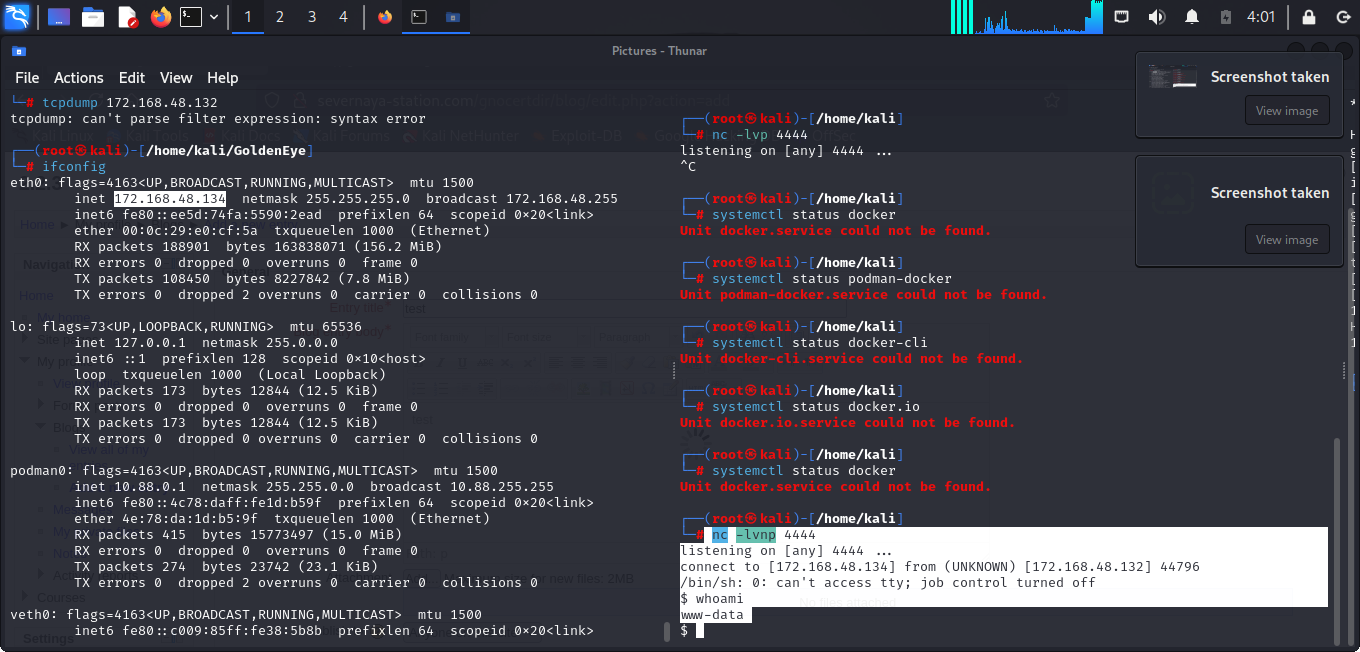 1 2 3 4
4:01
Pictures - Thunar
File Actions Edit View Help
└─# tcpdump 172.168.48.132
tcpdump: can't parse filter expression: syntax error
┌──(root㉿kali)-[/home/kali/GoldenEye]
└─# ifconfig
eth0: flags=4163<UP,BROADCAST,RUNNING,MULTICAST> mtu 1500
inet 172.168.48.134 netmask 255.255.255.0 broadcast 172.168.48.255
inet6 fe80::ee5d:74fa:5590:2ead prefixlen 64 scopeid 0×20<link>
ether 00:0c:29:e0:cf:5a txqueuelen 1000 (Ethernet)
RX packets 188901 bytes 163838071 (156.2 MiB)
RX errors 0 dropped 0 overruns 0 frame 0
TX packets 108450 bytes 8227842 (7.8 MiB)
TX errors 0 dropped 2 overruns 0 carrier 0 collisions 0
lo: flags=73<UP,LOOPBACK,RUNNING> mtu 65536
inet 127.0.0.1 netmask 255.0.0.0
inet6 ::1 prefixlen 128 scopeid 0×10<host>
loop txqueuelen 1000 (Local Loopback)
RX packets 173 bytes 12844 (12.5 KiB)
RX errors 0 dropped 0 overruns 0 frame 0
TX packets 173 bytes 12844 (12.5 KiB)
TX errors 0 dropped 0 overruns 0 carrier 0 collisions 0
podman0: flags=4163<UP,BROADCAST,RUNNING,MULTICAST> mtu 1500
inet 10.88.0.1 netmask 255.255.0.0 broadcast 10.88.255.255
inet6 fe80::4c78:daff:fe1d:b59f prefixlen 64 scopeid 0×20<link>
ether 4e:78:da:1d:b5:9f txqueuelen 1000 (Ethernet)
RX packets 415 bytes 15773497 (15.0 MiB)
RX errors 0 dropped 0 overruns 0 frame 0
TX packets 274 bytes 23742 (23.1 KiB)
TX errors 0 dropped 2 overruns 0 carrier 0 collisions 0
veth0: flags=4163<UP,BROADCAST,RUNNING,MULTICAST> mtu 1500
inet6 fe80::c009:85ff:fe38:5b8b prefixlen 64 scopeid 0×20<link>
┌──(root㉿kali)-[/home/kali]
└─# nc -lvp 4444
listening on [any] 4444 ...
^C
┌──(root㉿kali)-[/home/kali]
└─# systemctl status docker
Unit docker.service could not be found.
┌──(root㉿kali)-[/home/kali]
└─# systemctl status podman-docker
Unit podman-docker.service could not be found.
┌──(root㉿kali)-[/home/kali]
└─# systemctl status docker-cli
Unit docker-cli.service could not be found.
┌──(root㉿kali)-[/home/kali]
└─# systemctl status docker.io
Unit docker.io.service could not be found.
┌──(root㉿kali)-[/home/kali]
└─# systemctl status docker
Unit docker.service could not be found.
┌──(root㉿kali)-[/home/kali]
└─# nc -lvnp 4444
listening on [any] 4444 ...
connect to [172.168.48.134] from (UNKNOWN) [172.168.48.132] 44796
/bin/sh: 0: can't access tty; job control turned off
$ whoami
www-data
$
Screenshot taken
View image
Screenshot taken
View image